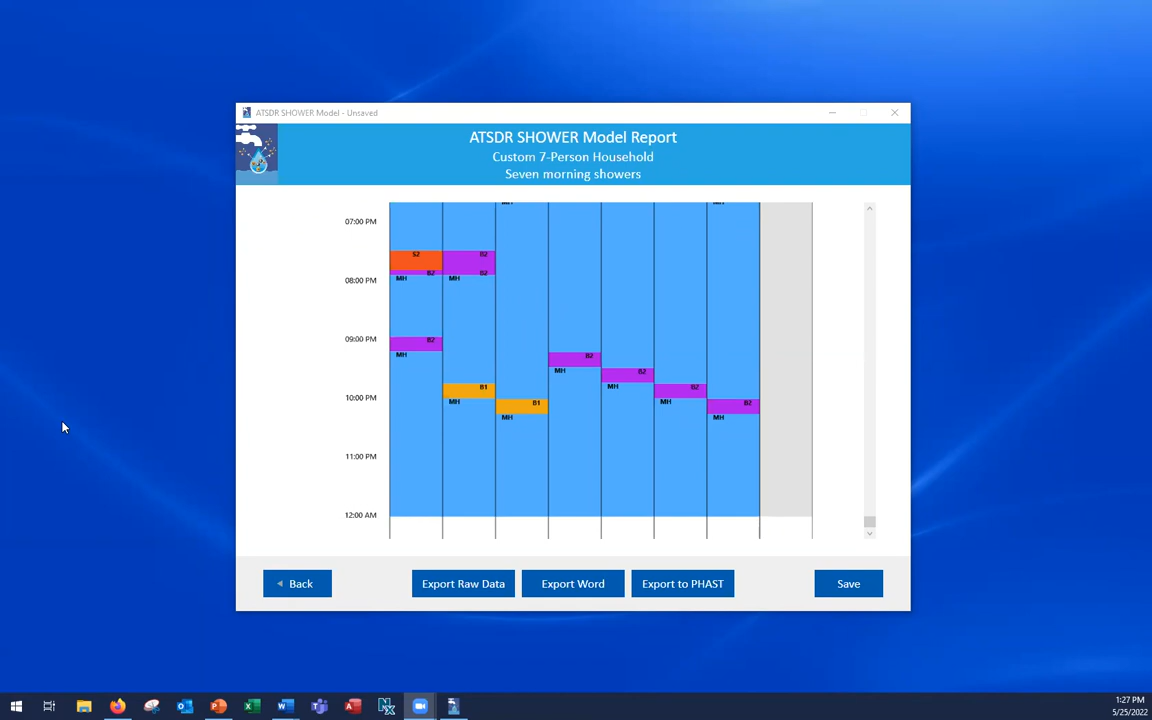 ATSDR SHOWER Model - Unsaved
ATSDR SHOWER Model Report
Custom 7-Person Household
Seven morning showers
MH MH
07:00 PM
S2 B2
B2 B2
08:00 PM MH MH
09:00 PM B2
MH B2
MH B2
MH
B1 B2
10:00 PM MH B1 MH B2
MH MH
11:00 PM
12:00 AM
Back Export Raw Data Export Word Export to PHAST Save
1:27 PM
5/25/2022